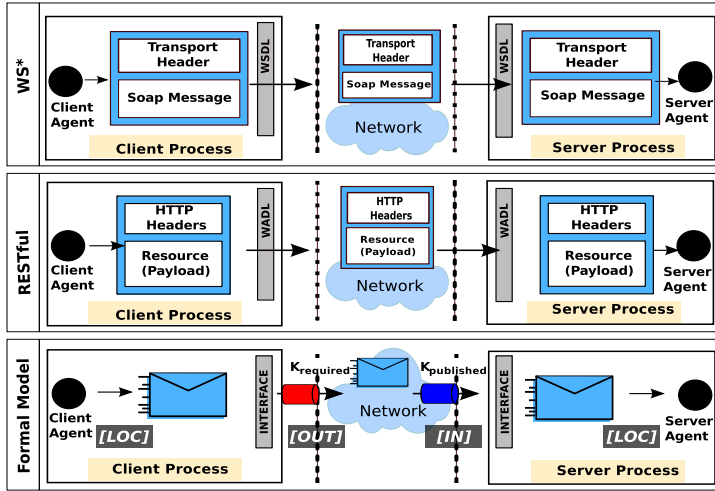 WS*
Client
Agent
Transport
Header
Soap Message
Client Process
WSDL
Transport
Header
Soap Message
Network
WSDL
Transport
Header
Soap Message
Server
Agent
Server Process
RESTful
Client
Agent
HTTP
Headers
Resource
(Payload)
Client Process
WADL
HTTP
Headers
Resource
(Payload)
Network
WADL
HTTP
Headers
Resource
(Payload)
Server
Agent
Server Process
Formal Model
Client
Agent
[LOC]
Client Process
INTERFACE
Krequired
[OUT]
Network
Kpublished
[IN]
INTERFACE
[LOC]
Server
Agent
Server Process